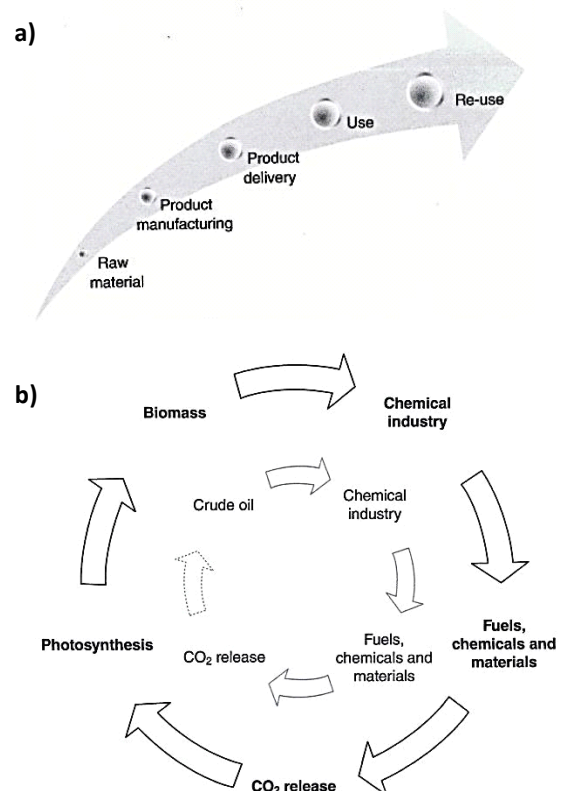 a)
Re-use
Use
Product
delivery
Product
manufacturing
Raw
material
b)
Biomass
Chemical
industry
Crude oil
Chemical
industry
Photosynthesis
CO₂ release
Fuels,
chemicals and
materials
Fuels,
chemicals and
materials
CO₂ release